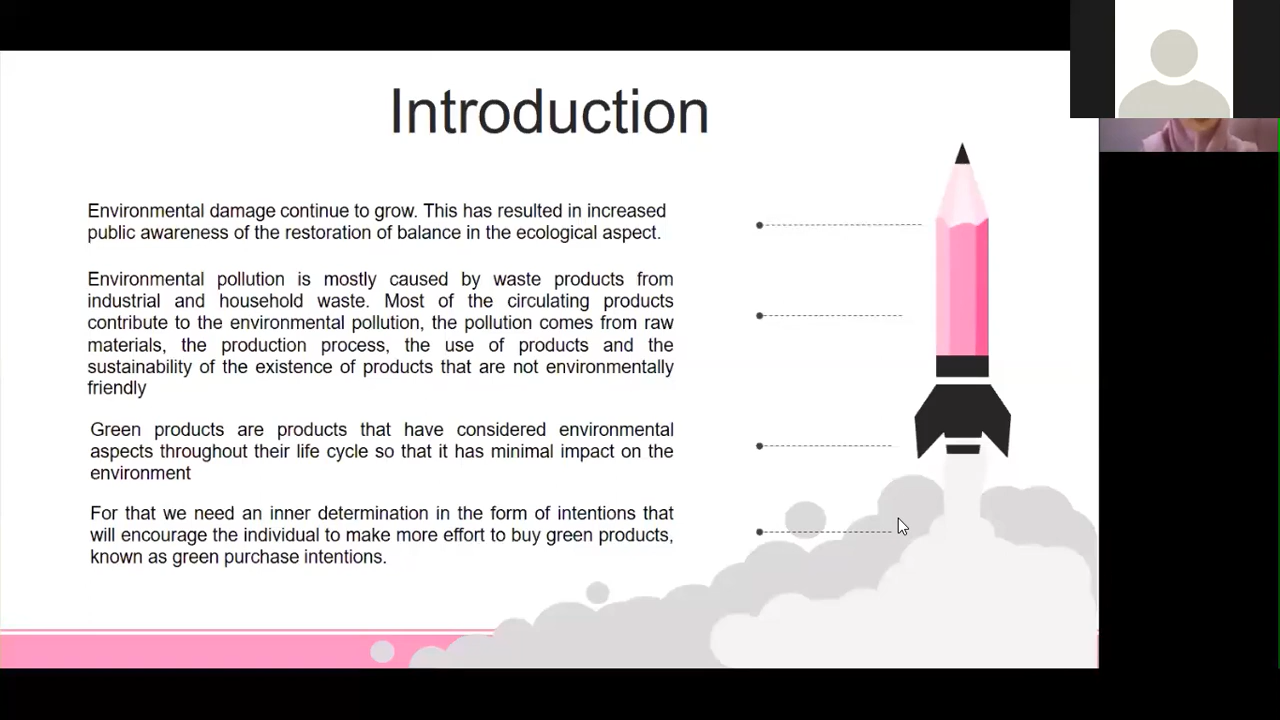 Introduction
Environmental damage continue to grow. This has resulted in increased
public awareness of the restoration of balance in the ecological aspect.
Environmental pollution is mostly caused by waste products from
industrial and household waste. Most of the circulating products
contribute to the environmental pollution, the pollution comes from raw
materials, the production process, the use of products and the
sustainability of the existence of products that are not environmentally
friendly
Green products are products that have considered environmental
aspects throughout their life cycle so that it has minimal impact on the
environment
For that we need an inner determination in the form of intentions that
will encourage the individual to make more effort to buy green products,
known as green purchase intentions.